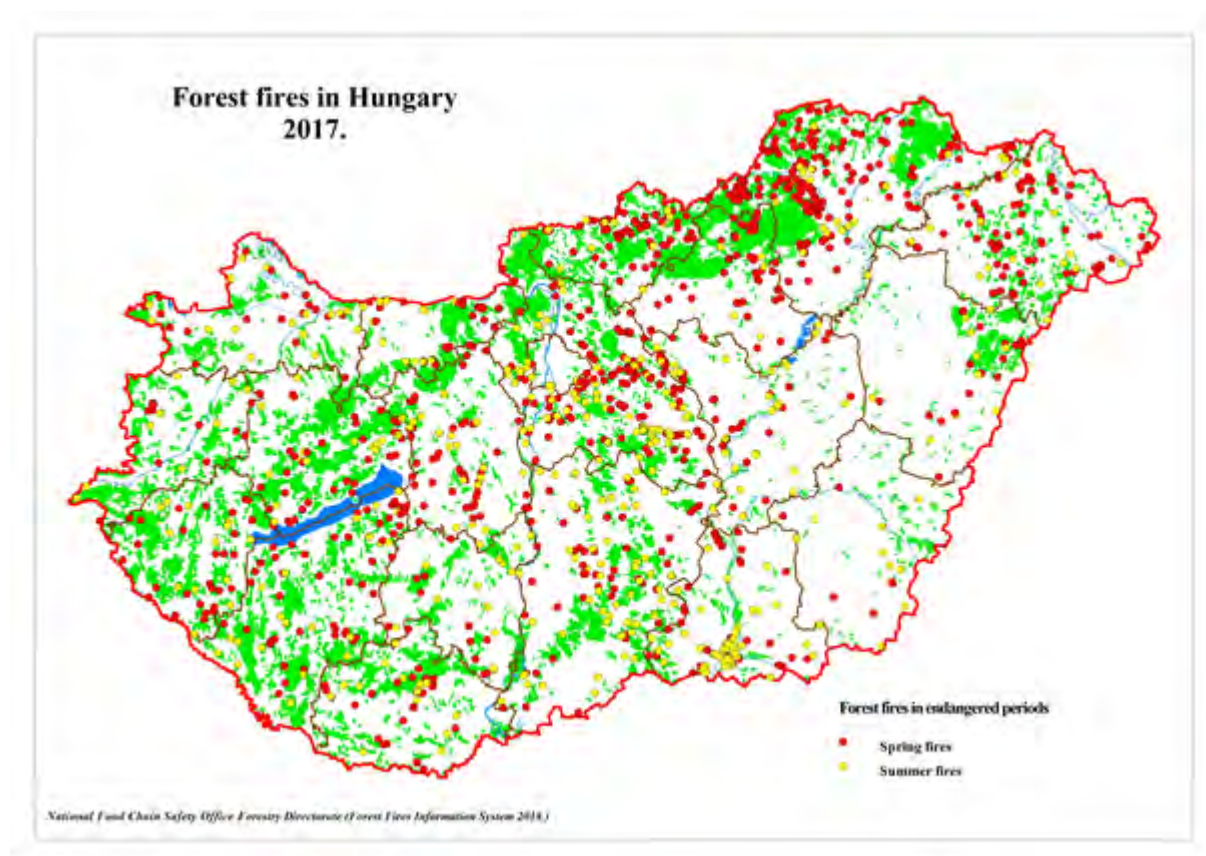 Forest fires in Hungary
2017.
Forest fires in endangered periods
Spring fires
Summer fires
National Food Chain Safety Office Forestry Directorate (Forest Fires Information System 2018.)